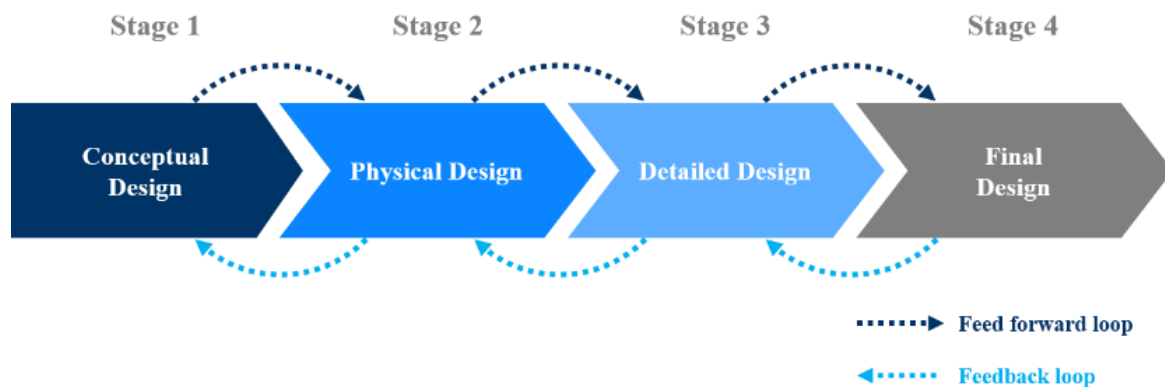 Stage 1
Stage 2
Stage 3
Stage 4
Conceptual
Design
Physical Design
Detailed Design
Final
Design
Feed forward loop
Feedback loop